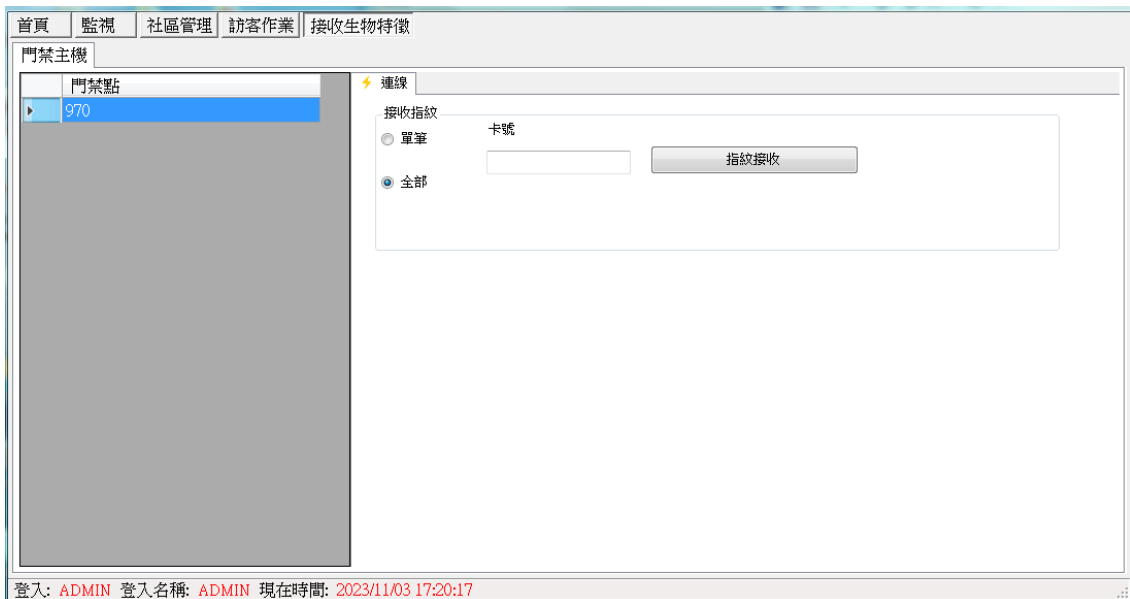 首頁 監視 社區管理 訪客作業 接收生物特徵
門禁主機
門禁點
970
連線
接收指紋
單筆
卡號
指紋接收
全部
登入: ADMIN 登入名稱: ADMIN 現在時間: 2023/11/03 17:20:17